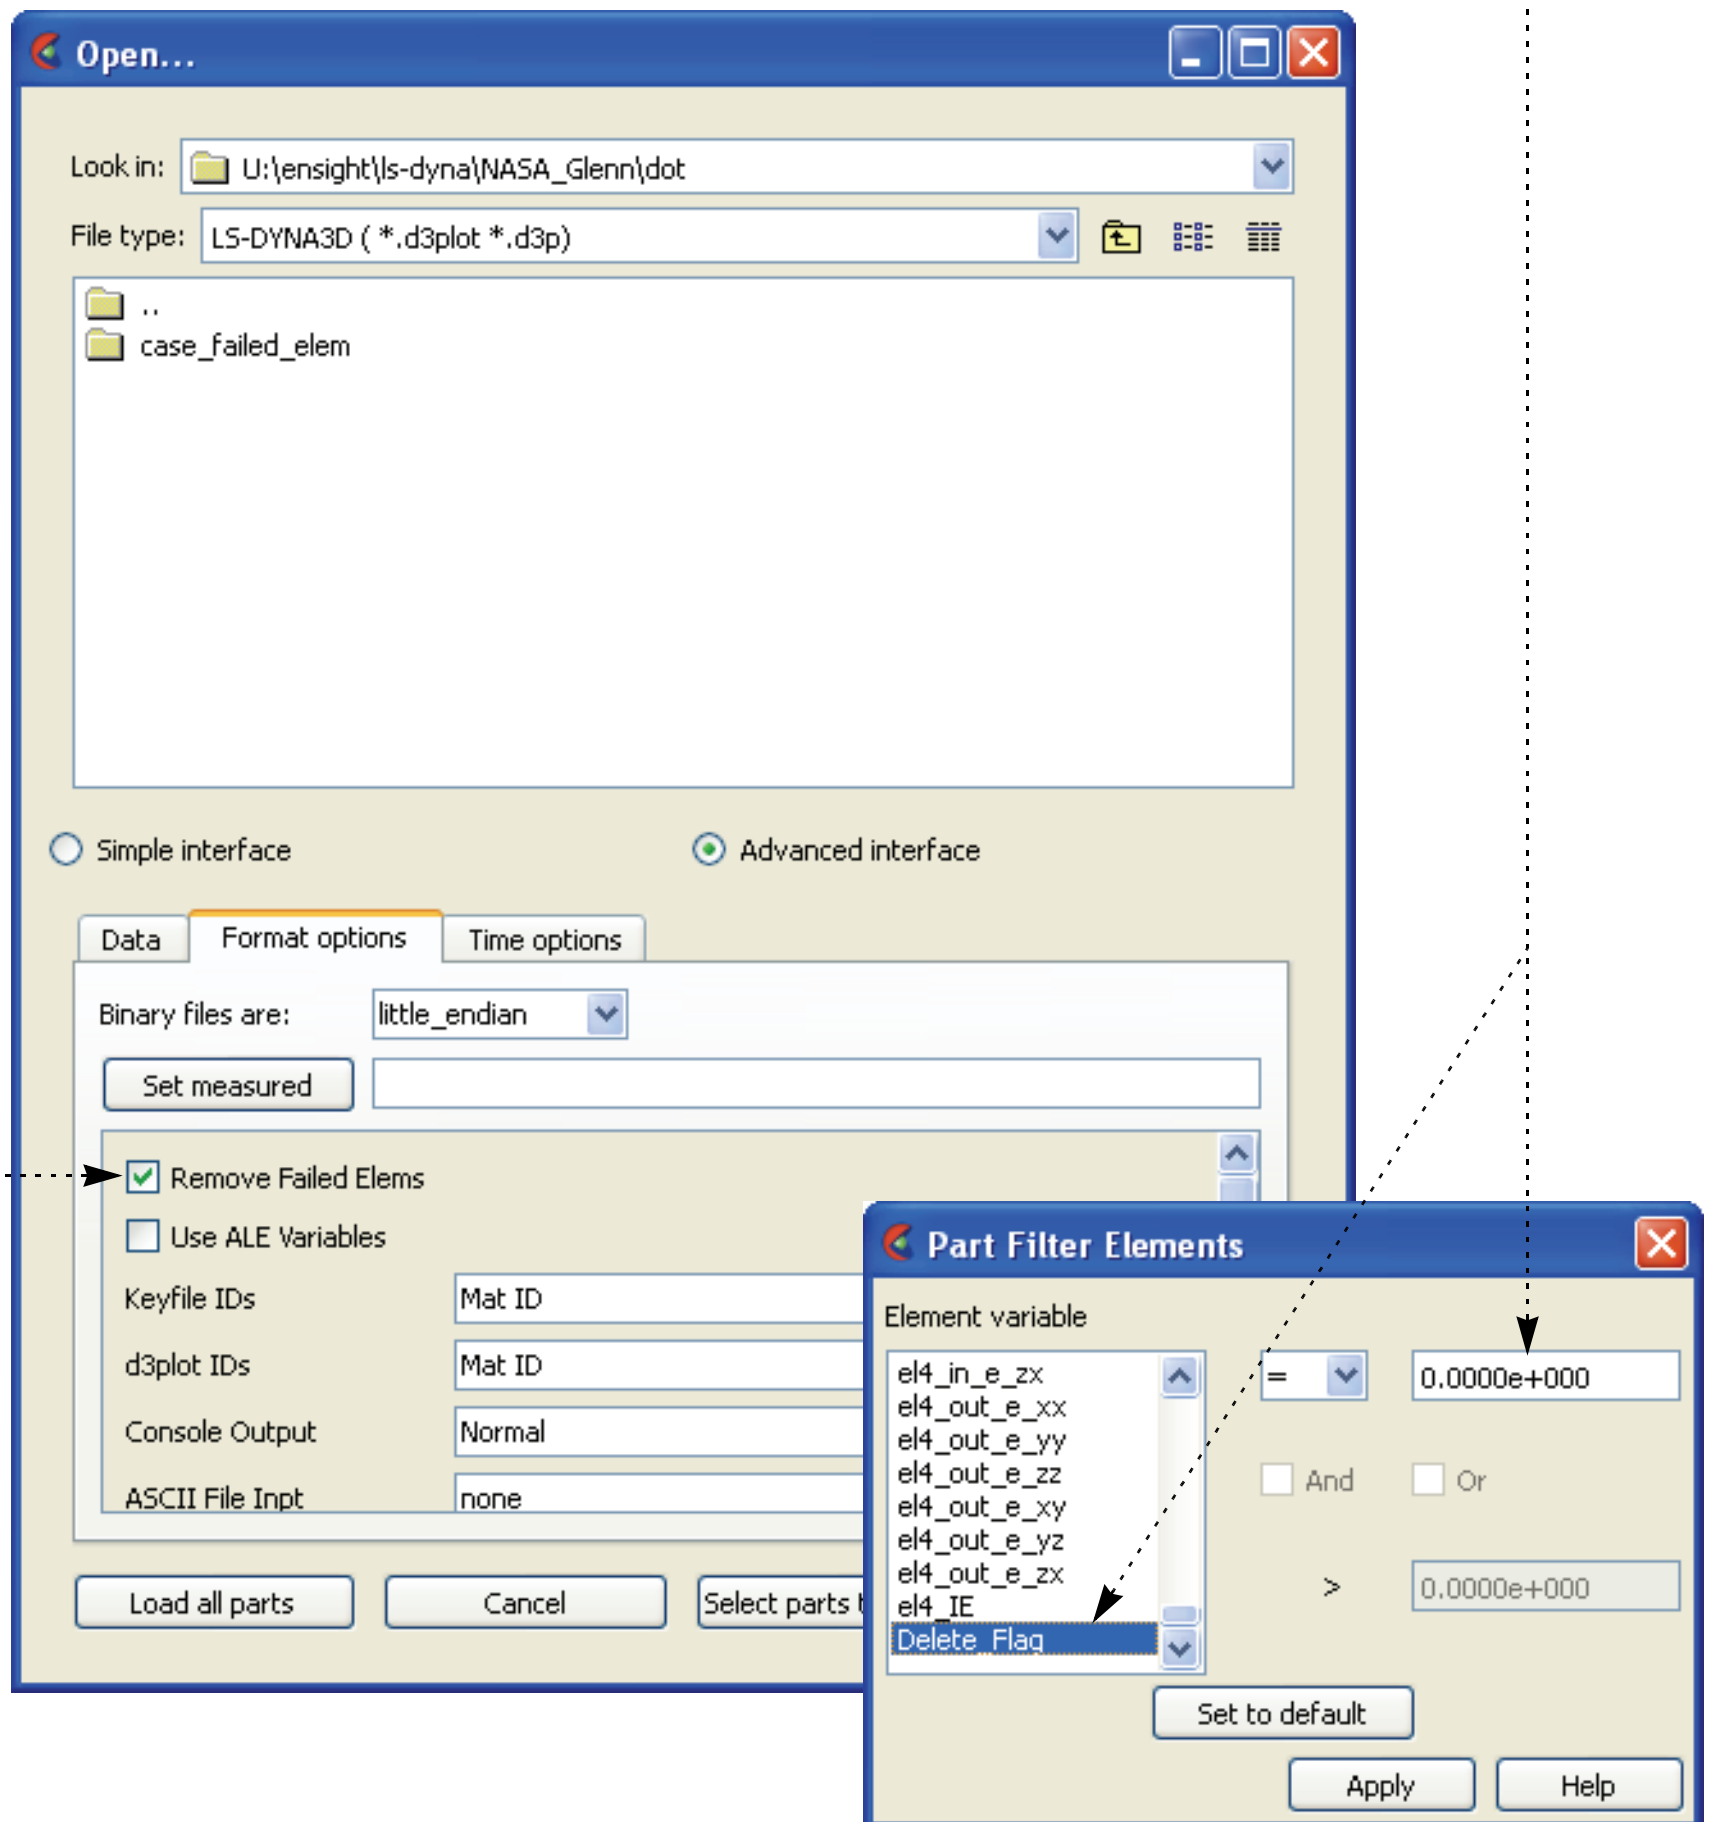 Open...
Look in: U:\ensight\ls-dyna\NASA_Glenn\dot
File type: LS-DYNA3D ( *.d3plot *.d3p)
..
case_failed_elem
Simple interface Advanced interface
Data Format options Time options
Binary files are: little_endian
Set measured
Remove Failed Elems
Use ALE Variables
Keyfile IDs Mat ID
d3plot IDs Mat ID
Console Output Normal
ASCII File Inpt none
Load all parts Cancel Select parts t
Part Filter Elements
Element variable
el4_in_e_zx
el4_out_e_xx
el4_out_e_yy
el4_out_e_zz
el4_out_e_xy
el4_out_e_yz
el4_out_e_zx
el4_IE
Delete_Flag
= 0.0000e+000
And Or
> 0.0000e+000
Set to default
Apply Help